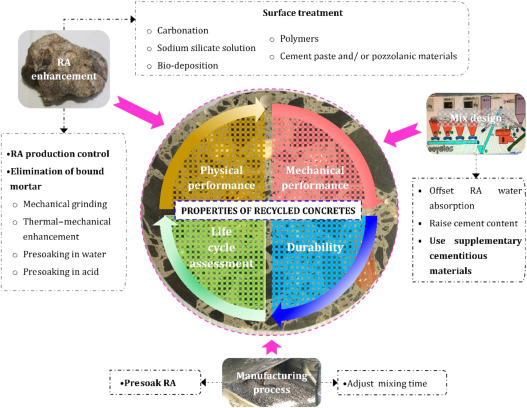 Surface treatment
o Carbonation
o Sodium silicate solution
o Bio-deposition
o Polymers
o Cement paste and/ or pozzolanic materials
RA
enhancement
•RA production control
•Elimination of bound
mortar
o Mechanical grinding
o Thermal–mechanical
enhancement
o Presoaking in water
o Presoaking in acid
Physical
performance
Mechanical
performance
PROPERTIES OF RECYCLED CONCRETES
Life
cycle
assessment
Durability
Mix design
• Offset RA water
absorption
• Raise cement content
• Use supplementary
cementitious
materials
Manufacturing
process
•Presoak RA
•Adjust mixing time